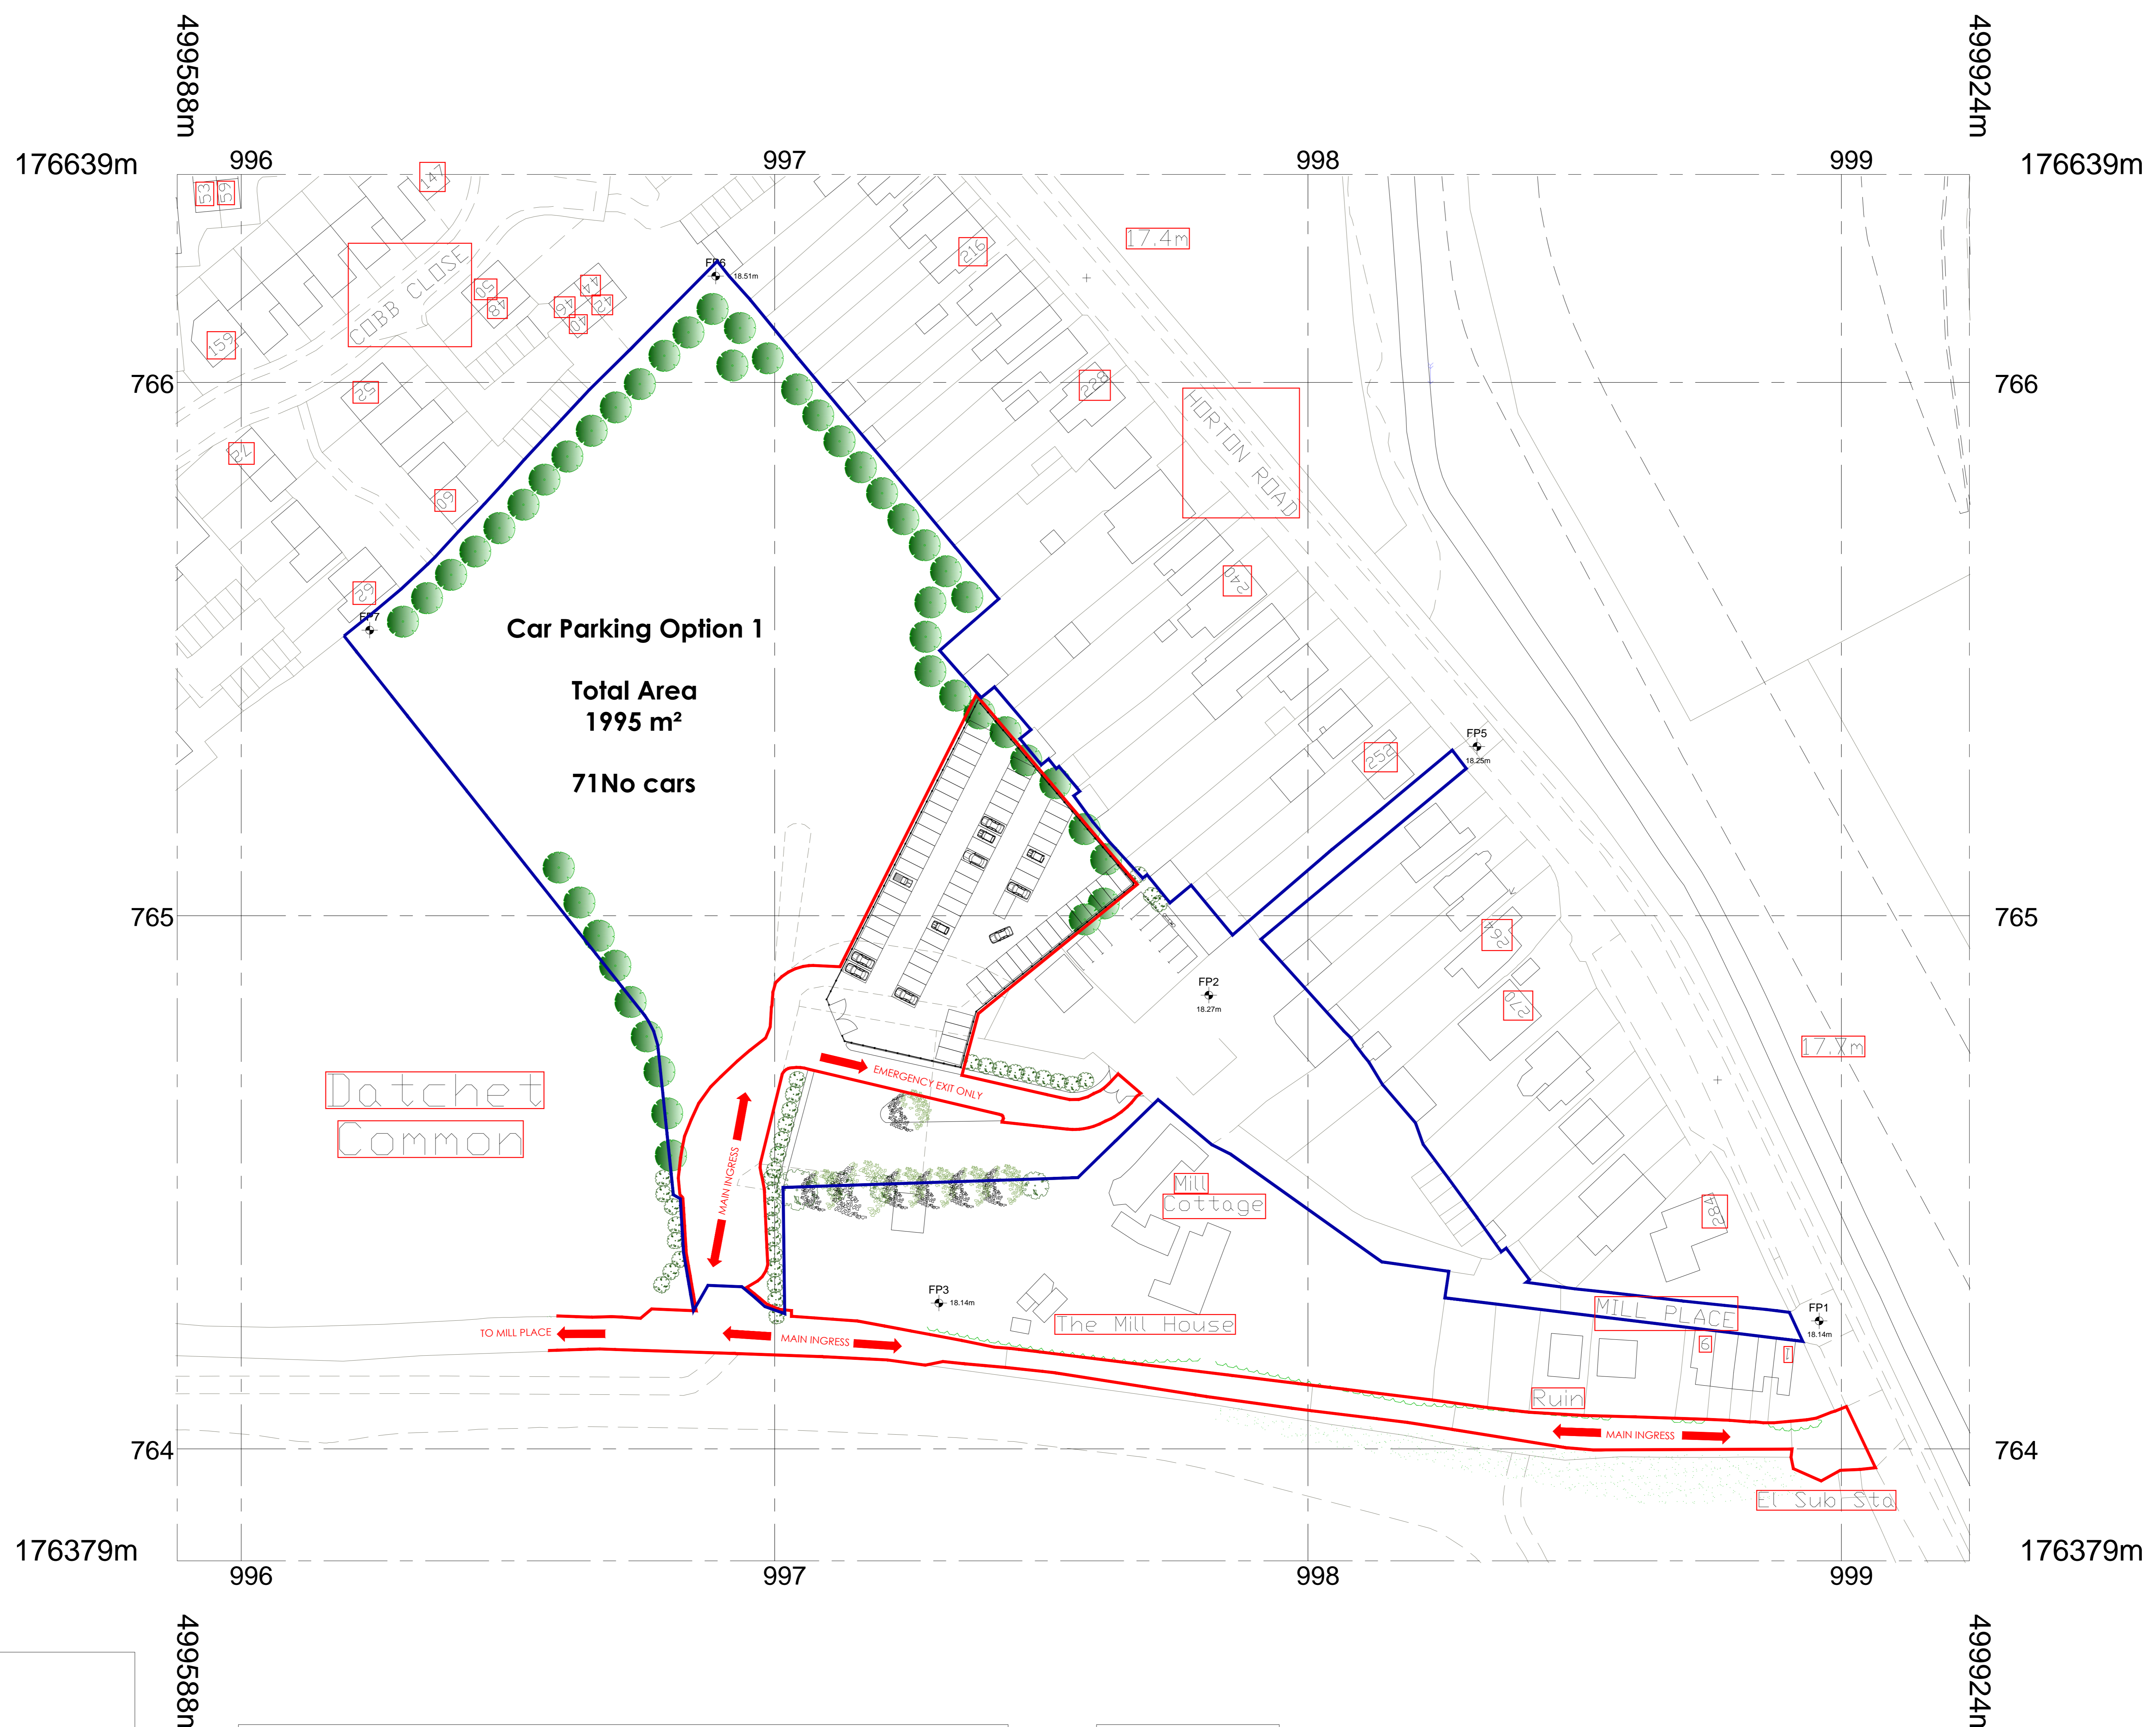 499588m
499924m
176639m
996
997
998
999
176639m
53
59
147
17.4m
216
FP6
18.51m
COBB CLOSE
50
48
44
42
46
40
159
766
52
228
766
HORTON ROAD
72
60
240
62
FP7
Car Parking Option 1
Total Area
1995 m²
71No cars
FP5
18.25m
252
765
765
264
FP2
18.27m
270
17.Xm
EMERGENCY EXIT ONLY
Datchet
Common
MAIN INGRESS
Mill
Cottage
284
FP3
18.14m
The Mill House
MILL PLACE
FP1
18.14m
TO MILL PLACE
MAIN INGRESS
6
1
Ruin
MAIN INGRESS
764
764
El Sub Sta
176379m
176379m
996
997
998
999
499588m
499924m